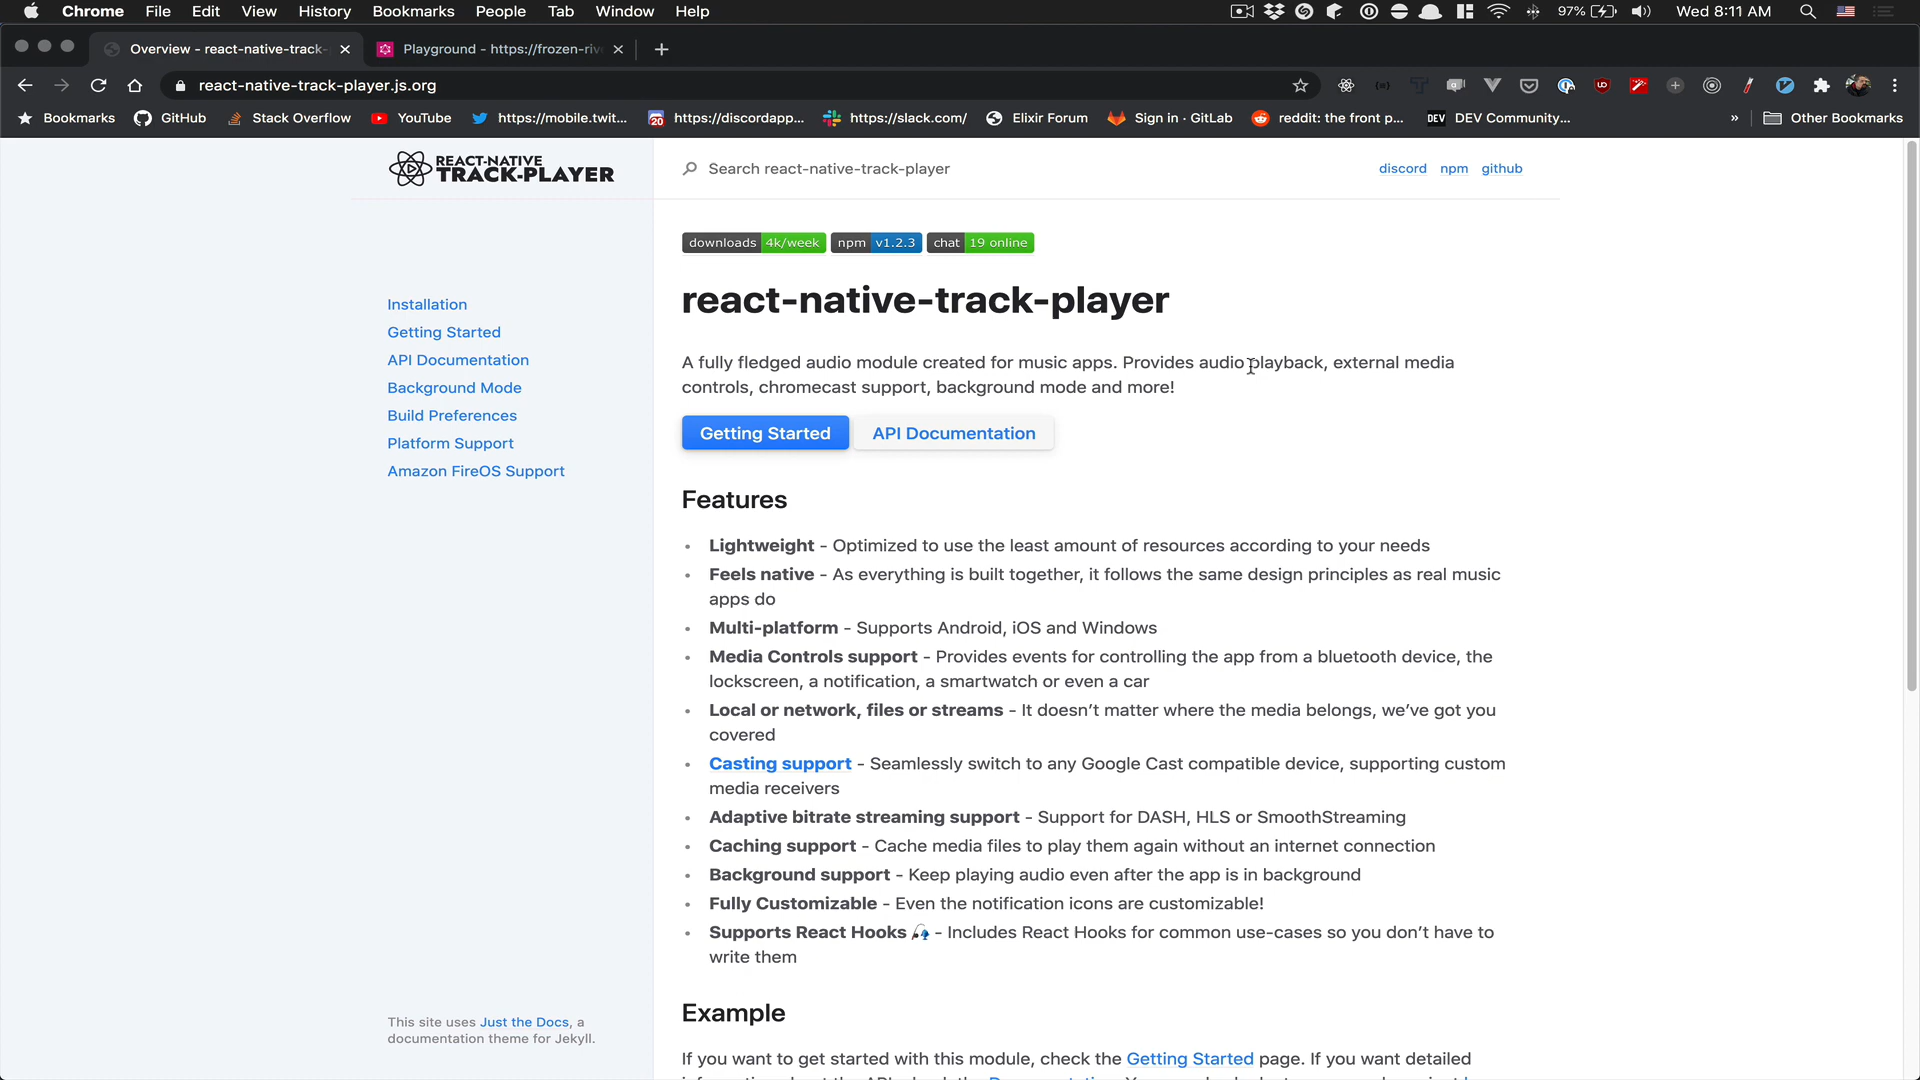 Chrome File Edit View History Bookmarks People Tab Window Help 97% Wed 8:11 AM
Overview - react-native-track- Playground - https://frozen-riv
react-native-track-player.js.org
Bookmarks GitHub Stack Overflow YouTube https://mobile.twit... 20 https://discordapp... https://slack.com/ Elixir Forum Sign in · GitLab reddit: the front p... DEV DEV Community... » Other Bookmarks
REACT-NATIVE
TRACK-PLAYER
Search react-native-track-player
discord npm github
downloads 4k/week npm v1.2.3 chat 19 online
react-native-track-player
A fully fledged audio module created for music apps. Provides audio playback, external media
controls, chromecast support, background mode and more!
Getting Started API Documentation
Installation
Getting Started
API Documentation
Background Mode
Build Preferences
Platform Support
Amazon FireOS Support
Features
• Lightweight - Optimized to use the least amount of resources according to your needs
• Feels native - As everything is built together, it follows the same design principles as real music
apps do
• Multi-platform - Supports Android, iOS and Windows
• Media Controls support - Provides events for controlling the app from a bluetooth device, the
lockscreen, a notification, a smartwatch or even a car
• Local or network, files or streams - It doesn't matter where the media belongs, we've got you
covered
• Casting support - Seamlessly switch to any Google Cast compatible device, supporting custom
media receivers
• Adaptive bitrate streaming support - Support for DASH, HLS or SmoothStreaming
• Caching support - Cache media files to play them again without an internet connection
• Background support - Keep playing audio even after the app is in background
• Fully Customizable - Even the notification icons are customizable!
• Supports React Hooks 🎣 - Includes React Hooks for common use-cases so you don't have to
write them
Example
If you want to get started with this module, check the Getting Started page. If you want detailed
This site uses Just the Docs, a
documentation theme for Jekyll.